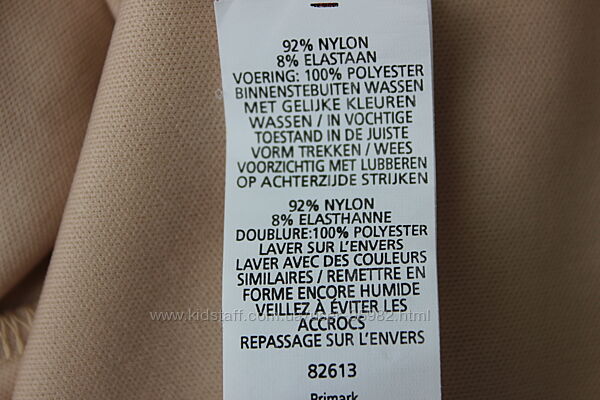 92% NYLON
8% ELASTAAN
VOERING: 100% POLYESTER
BINNENSTEBUITEN WASSEN
MET GELIJKE KLEUREN
WASSEN / IN VOCHTIGE
TOESTAND IN DE JUISTE
VORM TREKKEN / WEES
VOORZICHTIG MET LUBBEREN
OP ACHTERZIJDE STRIJKEN
92% NYLON
8% ELASTHANNE
DOUBLURE:100% POLYESTER
LAVER SUR L'ENVERS
LAVER AVEC DES COULEURS
SIMILAIRES / REMETTRE EN
FORME ENCORE HUMIDE
VEILLEZ À ÉVITER LES
ACCROCS
REPASSAGE SUR L'ENVERS
82613
Primark